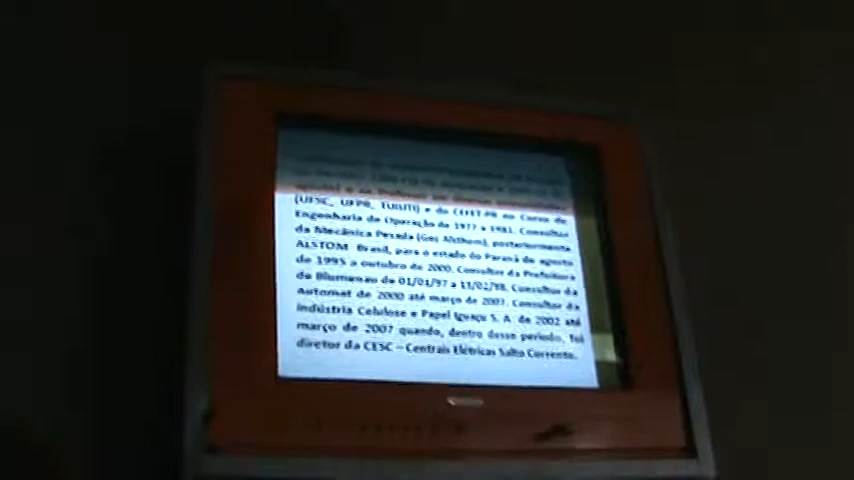 (UFSC, UFPR, TUIUTI) e do CEFET-PR no Curso de
Engenharia de Operação de 1977 a 1981. Consultor
da Mecânica Pesada (Gec Alsthom), posteriormente
ALSTOM Brasil, para o estado do Paraná de agosto
de 1995 a outubro de 2000. Consultor da Prefeitura
de Blumenau de 01/01/97 a 13/02/98. Consultor da
Automat de 2000 até março de 2007. Consultor da
indústria Celulose e Papel Iguaçu S. A. de 2002 até
março de 2007 quando, dentro desse período, foi
diretor da CESC – Centrais Elétricas Salto Corrente.